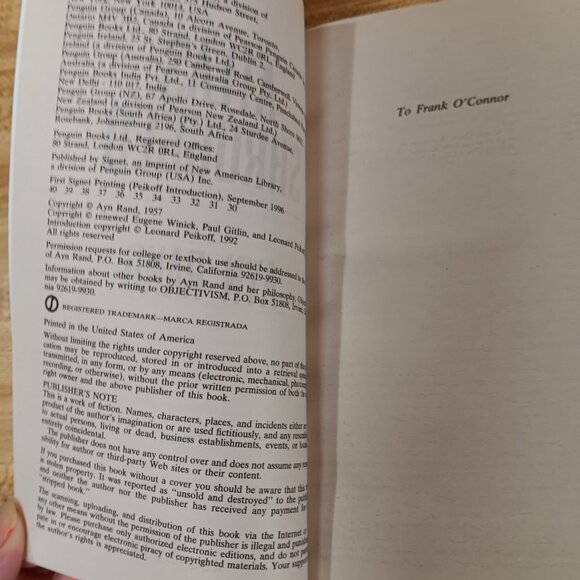 375 Hudson Street,
New York, New York 10014, USA
Penguin Group (Canada), 10 Alcorn Avenue, Toronto,
Ontario M4V 3B2, Canada (a division of Pearson Penguin Canada
Penguin Books Ltd., 80 Strand, London WC2R 0RL, England
Penguin Ireland, 25 St. Stephen's Green, Dublin 2,
Ireland (a division of Penguin Books Ltd.)
Penguin Group (Australia), 250 Camberwell Road, Camberwell,
Australia (a division of Pearson Australia Group Pty. Ltd.)
Penguin Books India Pvt. Ltd., 11 Community Centre,
New Delhi - 110 017, India
Penguin Group (NZ), 67 Apollo Drive, Rosedale, North Shore
New Zealand (a division of Pearson New Zealand Ltd.)
Penguin Books (South Africa) (Pty.) Ltd., 24 Sturdee Avenue,
Rosebank, Johannesburg 2196, South Africa
Penguin Books Ltd., Registered Offices:
80 Strand, London WC2R 0RL, England
Published by Signet, an imprint of New American Library,
a division of Penguin Group (USA) Inc.
First Signet Printing (Peikoff Introduction), September 1996
40 39 38 37 36 35 34 33 32 31 30
Copyright © Ayn Rand, 1957
Copyright © renewed Eugene Winick, Paul Gitlin, and Leonard
Introduction copyright © Leonard Peikoff, 1992
All rights reserved
Permission requests for college or textbook use should be addressed to the
of Ayn Rand, P.O. Box 51808, Irvine, California 92619-9930.
Information about other books by Ayn Rand and her philosophy,
may be obtained by writing to OBJECTIVISM, P.O. Box 51808, Irvine,
nia 92619-9930.
REGISTERED TRADEMARK—MARCA REGISTRADA
Printed in the United States of America
Without limiting the rights under copyright reserved above, no part of this
cation may be reproduced, stored in or introduced into a retrieval
transmitted, in any form, or by any means (electronic, mechanical,
recording, or otherwise), without the prior written permission of both the
right owner and the above publisher of this book.
PUBLISHER'S NOTE
This is a work of fiction. Names, characters, places, and incidents either
product of the author's imagination or are used fictitiously, and any
to actual persons, living or dead, business establishments, events, or
entirely coincidental.
The publisher does not have any control over and does not assume any
sibility for author or third-party Web sites or their content.
If you purchased this book without a cover you should be aware that this
is stolen property. It was reported as "unsold and destroyed" to the
and neither the author nor the publisher has received any payment for
"stripped book."
The scanning, uploading, and distribution of this book via the Internet or
any other means without the permission of the publisher is illegal and
by law. Please purchase only authorized electronic editions, and do not
pate in or encourage electronic piracy of copyrighted materials. Your
the author's rights is appreciated.
To Frank O'Connor